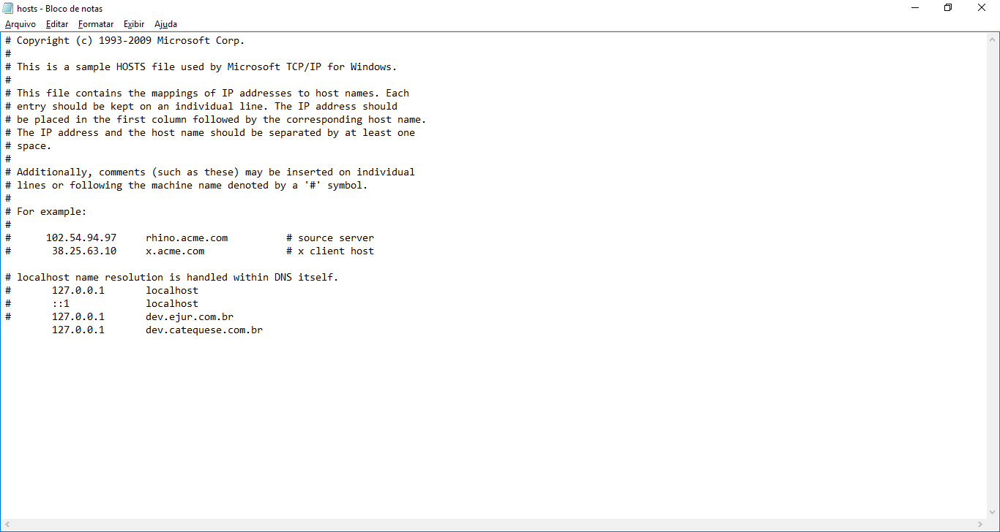 hosts - Bloco de notas
Arquivo Editar Formatar Exibir Ajuda
# Copyright (c) 1993-2009 Microsoft Corp.
#
# This is a sample HOSTS file used by Microsoft TCP/IP for Windows.
#
# This file contains the mappings of IP addresses to host names. Each
# entry should be kept on an individual line. The IP address should
# be placed in the first column followed by the corresponding host name.
# The IP address and the host name should be separated by at least one
# space.
#
# Additionally, comments (such as these) may be inserted on individual
# lines or following the machine name denoted by a '#' symbol.
#
# For example:
#
#      102.54.94.97     rhino.acme.com          # source server
#       38.25.63.10     x.acme.com              # x client host

# localhost name resolution is handled within DNS itself.
#       127.0.0.1       localhost
#       ::1             localhost
#       127.0.0.1       dev.ejur.com.br
        127.0.0.1       dev.catequese.com.br